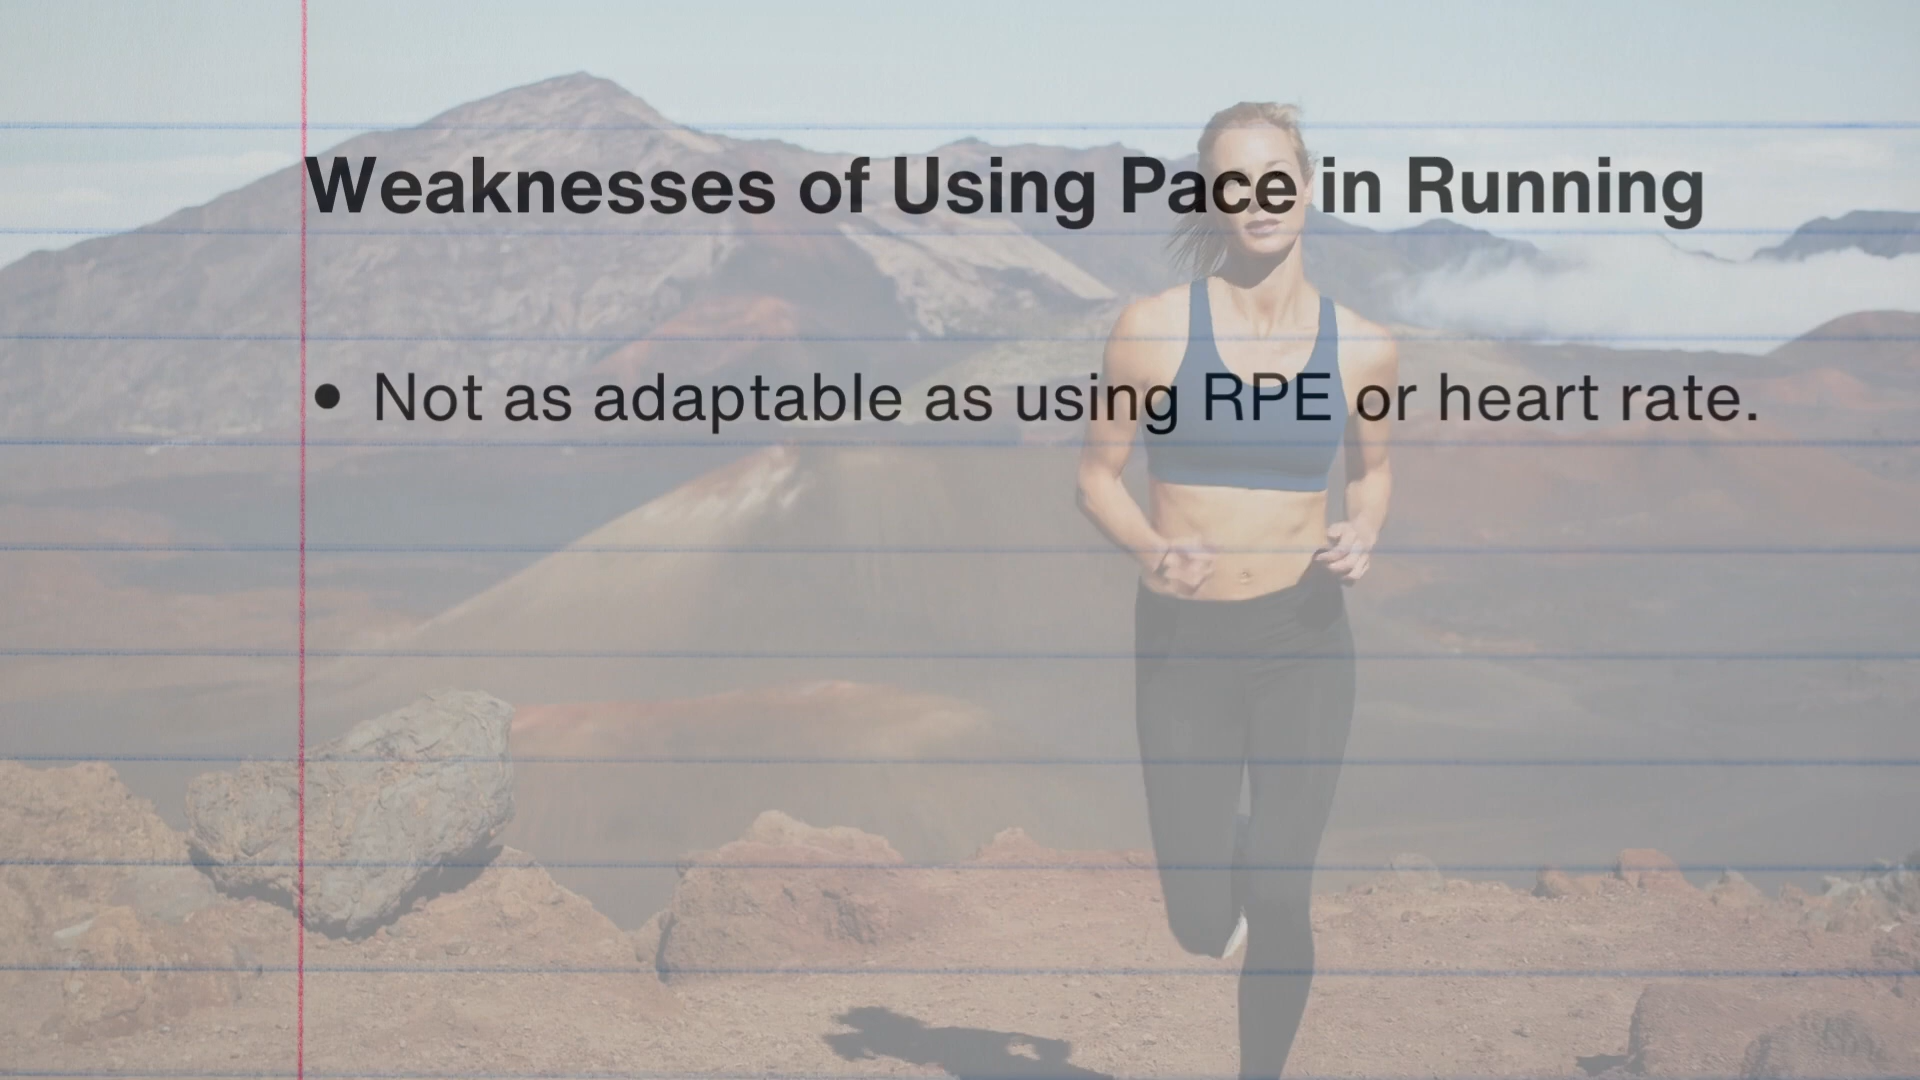 Weaknesses of Using Pace in Running
• Not as adaptable as using RPE or heart rate.